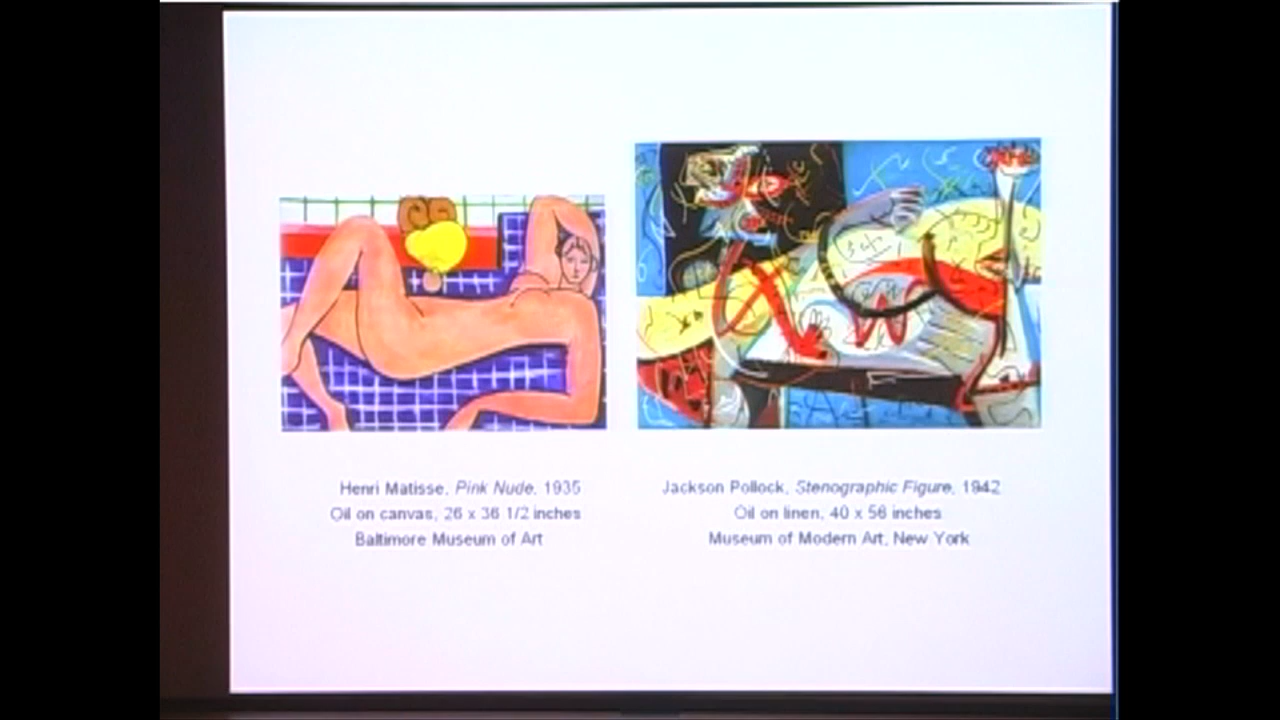 Henri Matisse, Pink Nude, 1935
Oil on canvas, 26 x 36 1/2 inches
Baltimore Museum of Art
Jackson Pollock, Stenographic Figure, 1942
Oil on linen, 40 x 56 inches
Museum of Modern Art, New York